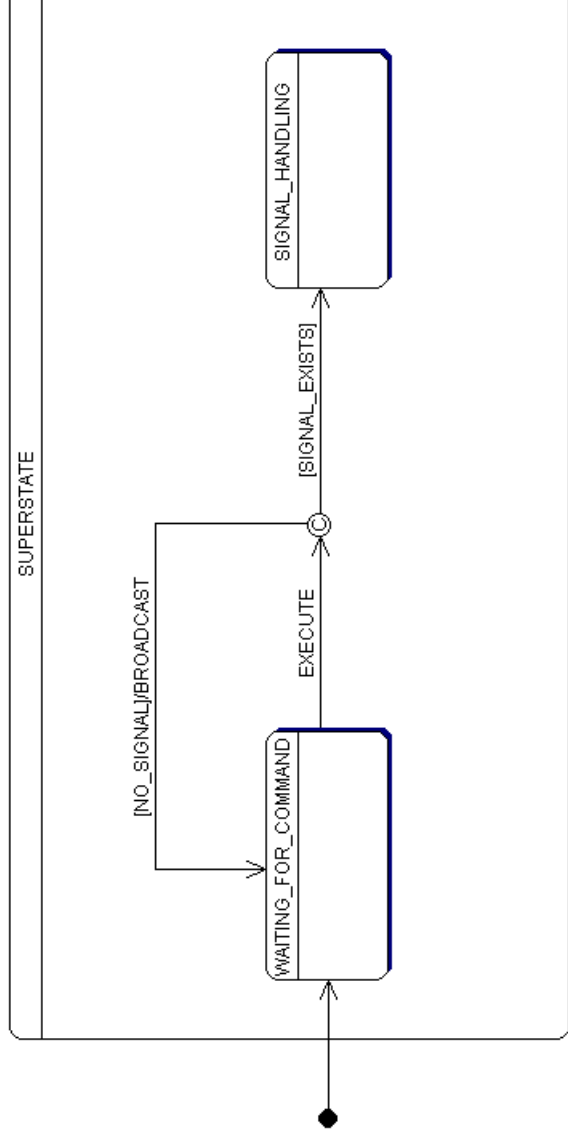 SUPERSTATE
[NO_SIGNAL]/BROADCAST
WAITING_FOR_COMMAND
EXECUTE
C
[SIGNAL_EXISTS]
SIGNAL_HANDLING